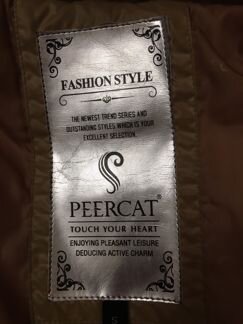 FASHION STYLE
THE NEWEST TREND SERIES AND
OUTSTANDING STYLES WHICH IS YOUR
EXCELLENT SELECTION.
PEERCAT®
TOUCH YOUR HEART
ENJOYING PLEASANT LEISURE
DEDUCING ACTIVE CHARM